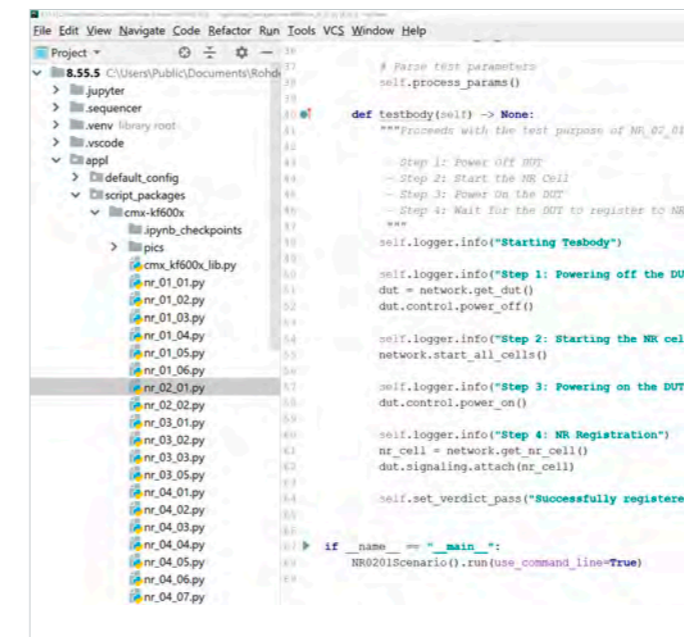 File Edit View Navigate Code Refactor Run Tools VCS Window Help
Project
8.55.5 C:\Users\Public\Documents\Rohde
.jupyter
.sequencer
.venv library root
.vscode
appl
default_config
script_packages
cmx-kf600x
.ipynb_checkpoints
pics
cmx_kf600x_lib.py
nr_01_01.py
nr_01_02.py
nr_01_03.py
nr_01_04.py
nr_01_05.py
nr_01_06.py
nr_02_01.py
nr_02_02.py
nr_03_01.py
nr_03_02.py
nr_03_03.py
nr_03_05.py
nr_04_01.py
nr_04_02.py
nr_04_03.py
nr_04_04.py
nr_04_05.py
nr_04_06.py
nr_04_07.py
# Parse test parameters
self.process_params()
def testbody(self) -> None:
"""Proceeds with the test purpose of NR_02_01
- Step 1: Power Off DUT
- Step 2: Start the NR Cell
- Step 3: Power On the DUT
- Step 4: Wait for the DUT to register to NR
"""
self.logger.info("Starting Tesbody")
self.logger.info("Step 1: Powering off the DU
dut = network.get_dut()
dut.control.power_off()
self.logger.info("Step 2: Starting the NR cel
network.start_all_cells()
self.logger.info("Step 3: Powering on the DUT
dut.control.power_on()
self.logger.info("Step 4: NR Registration")
nr_cell = network.get_nr_cell()
dut.signaling.attach(nr_cell)
self.set_verdict_pass("Successfully registere
if __name__ == "__main__":
NR0201Scenario().run(use_command_line=True)